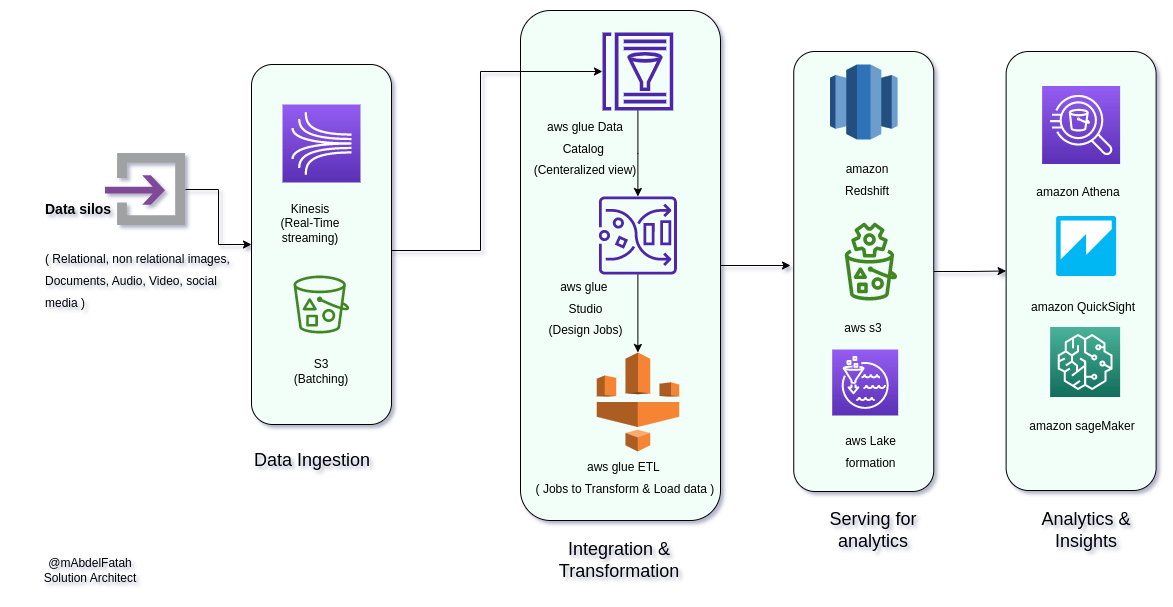 Data silos
( Relational, non relational images,
Documents, Audio, Video, social
media )
Kinesis
(Real-Time
streaming)
S3
(Batching)
Data Ingestion
aws glue Data
Catalog
(Centeralized view)
aws glue
Studio
(Design Jobs)
aws glue ETL
( Jobs to Transform & Load data )
Integration &
Transformation
amazon
Redshift
aws s3
aws Lake
formation
Serving for
analytics
amazon Athena
amazon QuickSight
amazon sageMaker
Analytics &
Insights
@mAbdelFatah
Solution Architect